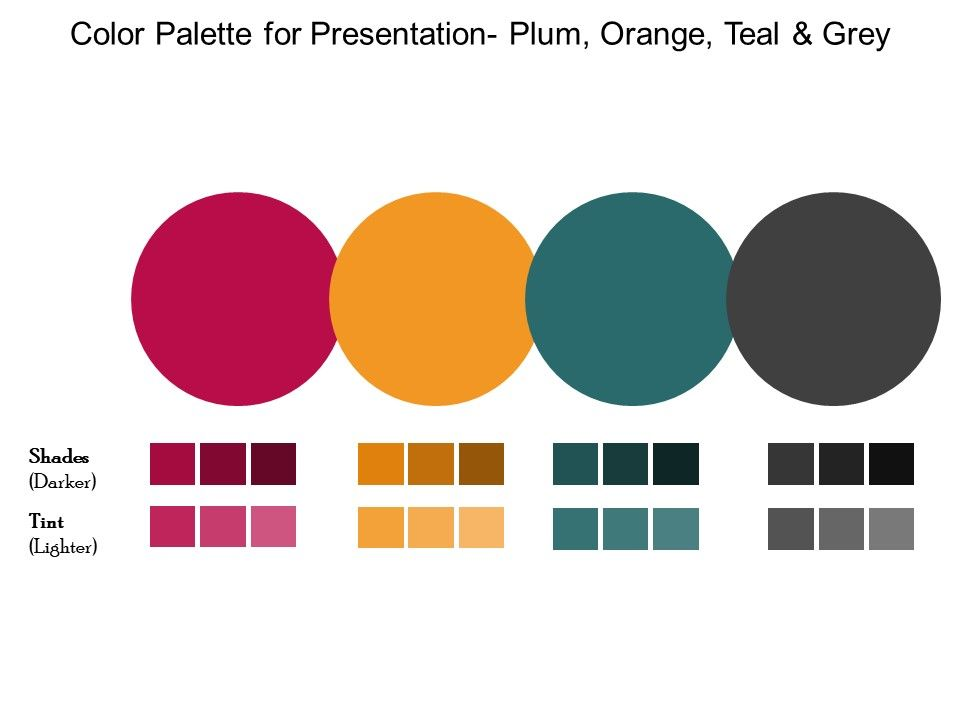 Color Palette for Presentation- Plum, Orange, Teal & Grey
Shades
(Darker)
Tint
(Lighter)